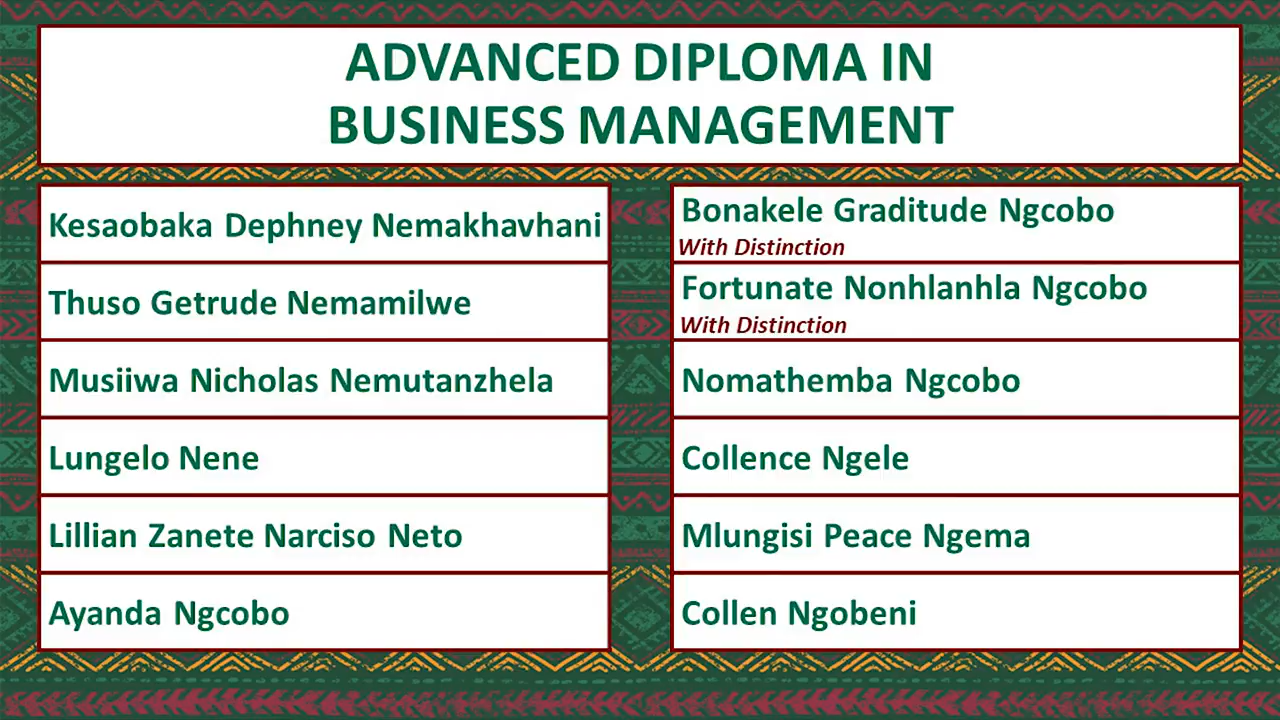 ADVANCED DIPLOMA IN
BUSINESS MANAGEMENT
Kesaobaka Dephney Nemakhavhani
Thuso Getrude Nemamilwe
Musiiwa Nicholas Nemutanzhela
Lungelo Nene
Lillian Zanete Narciso Neto
Ayanda Ngcobo
Bonakele Graditude Ngcobo
With Distinction
Fortunate Nonhlanhla Ngcobo
With Distinction
Nomathemba Ngcobo
Collence Ngele
Mlungisi Peace Ngema
Collen Ngobeni